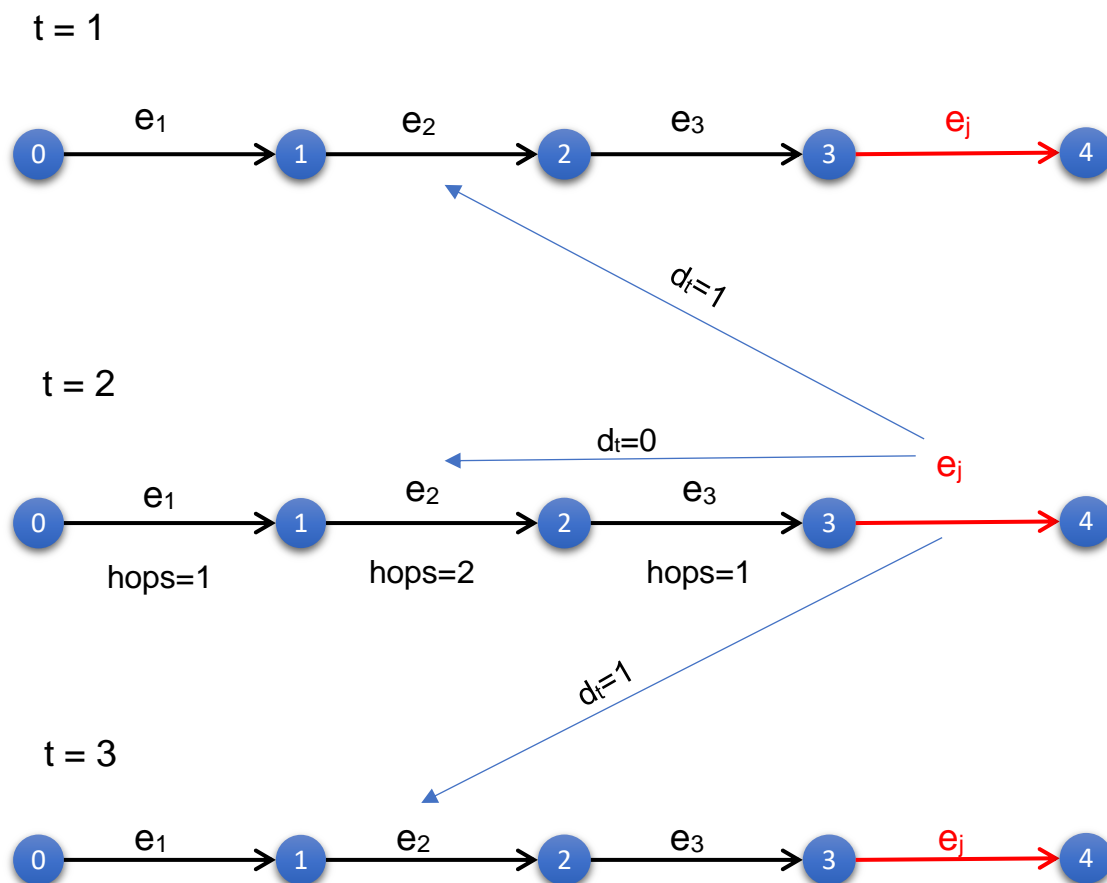 t = 1
e₁ e₂ e₃ eⱼ
0 1 2 3 4
dₜ=1
t = 2
dₜ=0
eⱼ
e₁ e₂ e₃
0 1 2 3 4
hops=1 hops=2 hops=1
dₜ=1
t = 3
e₁ e₂ e₃ eⱼ
0 1 2 3 4